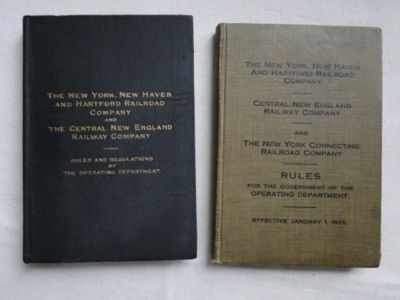 THE NEW YORK, NEW HAVEN
AND HARTFORD RAILROAD
COMPANY
AND
THE CENTRAL NEW ENGLAND
RAILWAY COMPANY
RULES AND REGULATIONS
OF
THE OPERATING DEPARTMENT
THE NEW YORK, NEW HAVEN
AND HARTFORD RAILROAD
COMPANY
CENTRAL NEW ENGLAND
RAILWAY COMPANY
AND
THE NEW YORK CONNECTING
RAILROAD COMPANY
RULES
FOR THE GOVERNMENT OF THE
OPERATING DEPARTMENT.
EFFECTIVE JANUARY 1,